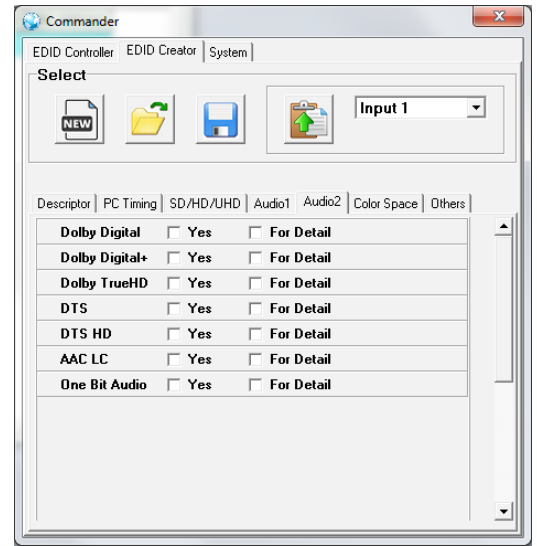 Commander
EDID Controller EDID Creator System
Select
NEW
Input 1
Descriptor PC Timing SD/HD/UHD Audio1 Audio2 Color Space Others
Dolby Digital Yes For Detail
Dolby Digital+ Yes For Detail
Dolby TrueHD Yes For Detail
DTS Yes For Detail
DTS HD Yes For Detail
AAC LC Yes For Detail
One Bit Audio Yes For Detail